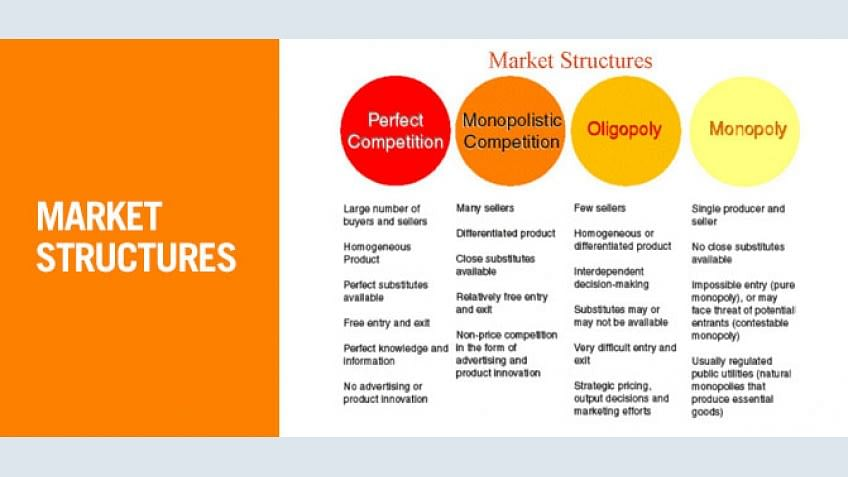 MARKET
STRUCTURES
Market Structures
Perfect
Competition
Large number of
buyers and sellers
Homogeneous
Product
Perfect substitutes
available
Free entry and exit
Perfect knowledge and
information
No advertising or
product innovation
Monopolistic
Competition
Many sellers
Differentiated product
Close substitutes
available
Relatively free entry
and exit
Non-price competition
in the form of
advertising and
product innovation
Oligopoly
Few sellers
Homogeneous or
differentiated product
Interdependent
decision-making
Substitutes may or
may not be available
Very difficult entry and
exit
Strategic pricing,
output decisions and
marketing efforts
Monopoly
Single producer and
seller
No close substitutes
available
Impossible entry (pure
monopoly), or may
face threat of potential
entrants (contestable
monopoly)
Usually regulated
public utilities (natural
monopolies that
produce essential
goods)